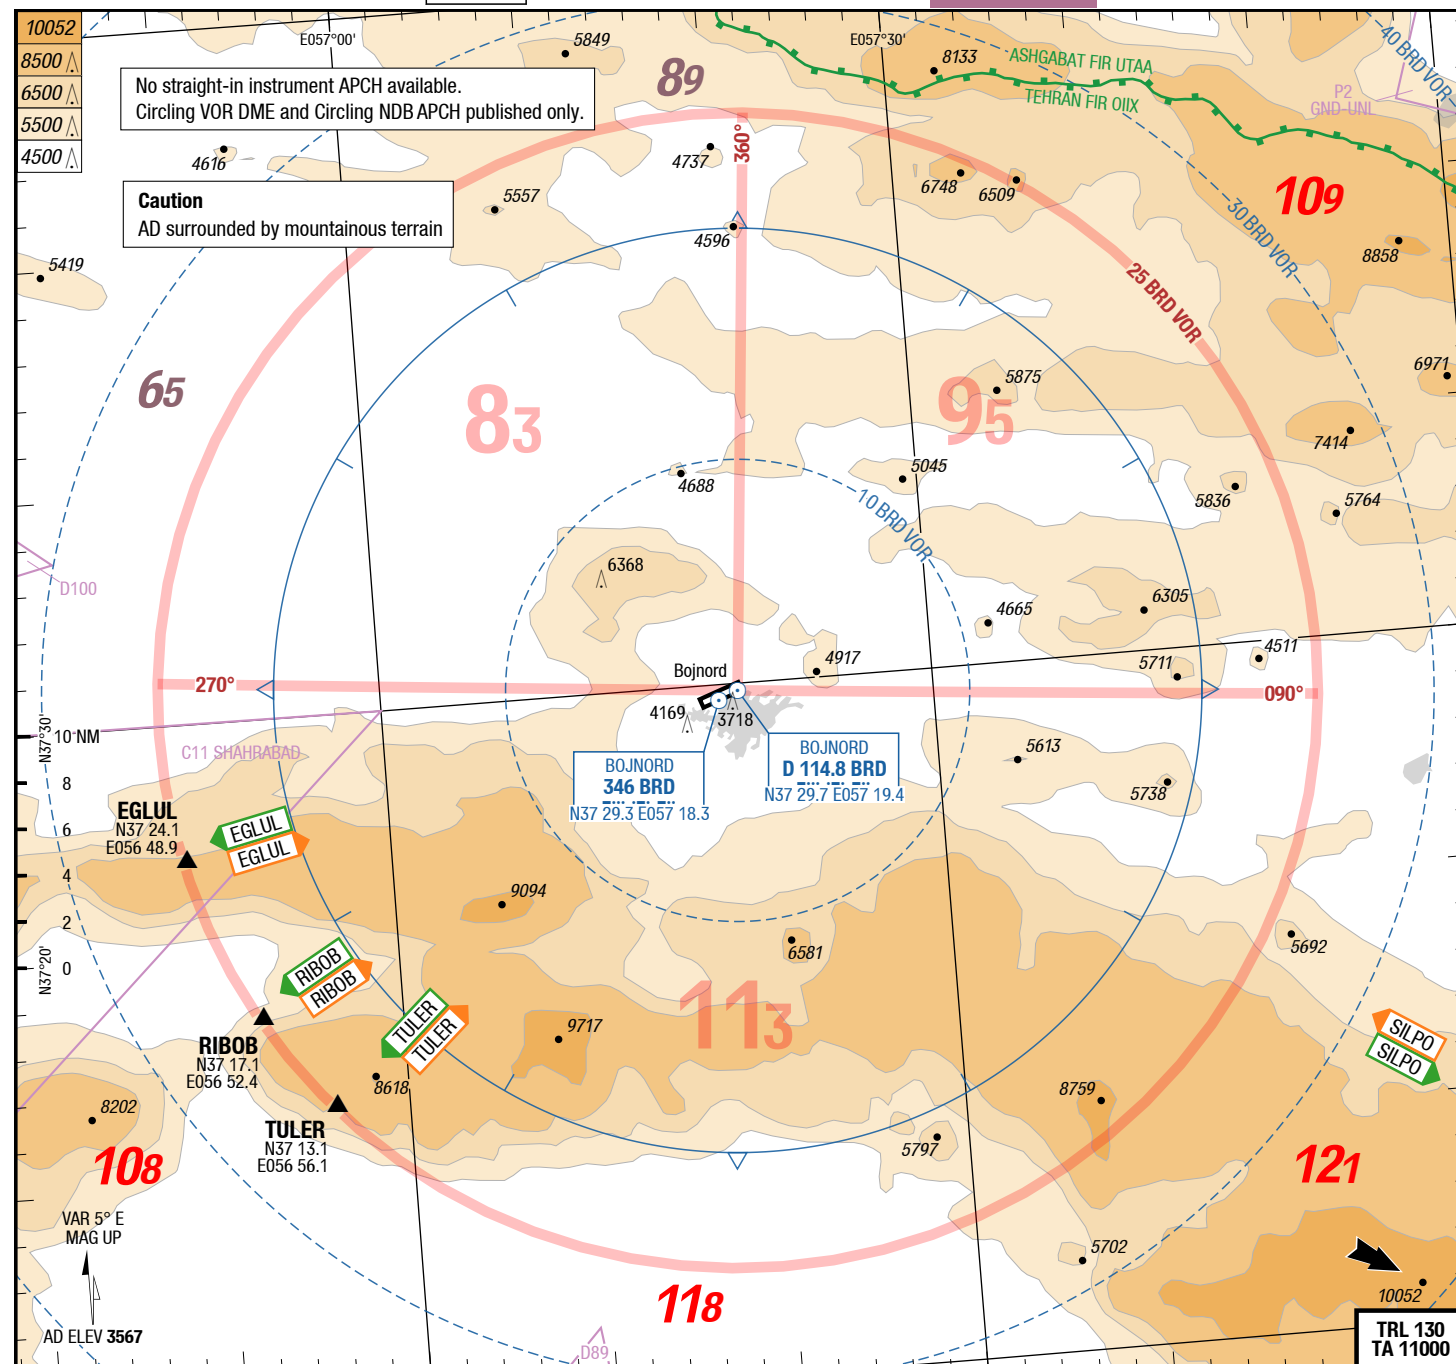 10052
8500
6500
5500
4500
E057°00'
5849
89
E057°30'
8133
ASHGABAT FIR UTAA
TEHRAN FIR OIIX
40 BRD VOR
P2
GND-UNL
No straight-in instrument APCH available.
Circling VOR DME and Circling NDB APCH published only.
4616
4737
360°
6748
6509
109
Caution
AD surrounded by mountainous terrain
5557
4596
30 BRD VOR
8858
5419
25 BRD VOR
65
83
5875
95
6971
7414
4688
5045
10 BRD VOR
5836
5764
D100
6368
4665
6305
4917
4511
5711
Bojnord
270°
090°
4169
3718
N37°30'
10 NM
C11 SHAHRABAD
BOJNORD
346 BRD
N37 29.3 E057 18.3
BOJNORD
D 114.8 BRD
N37 29.7 E057 19.4
5613
5738
8
6
4
2
0
EGLUL
N37 24.1
E056 48.9
EGLUL
EGLUL
9094
6581
5692
N37°20'
RIBOB
RIBOB
RIBOB
N37 17.1
E056 52.4
TULER
TULER
9717
113
SILPO
SILPO
8618
8759
8202
TULER
N37 13.1
E056 56.1
5797
108
121
VAR 5° E
MAG UP
5702
118
10052
AD ELEV 3567
D89
TRL 130
TA 11000